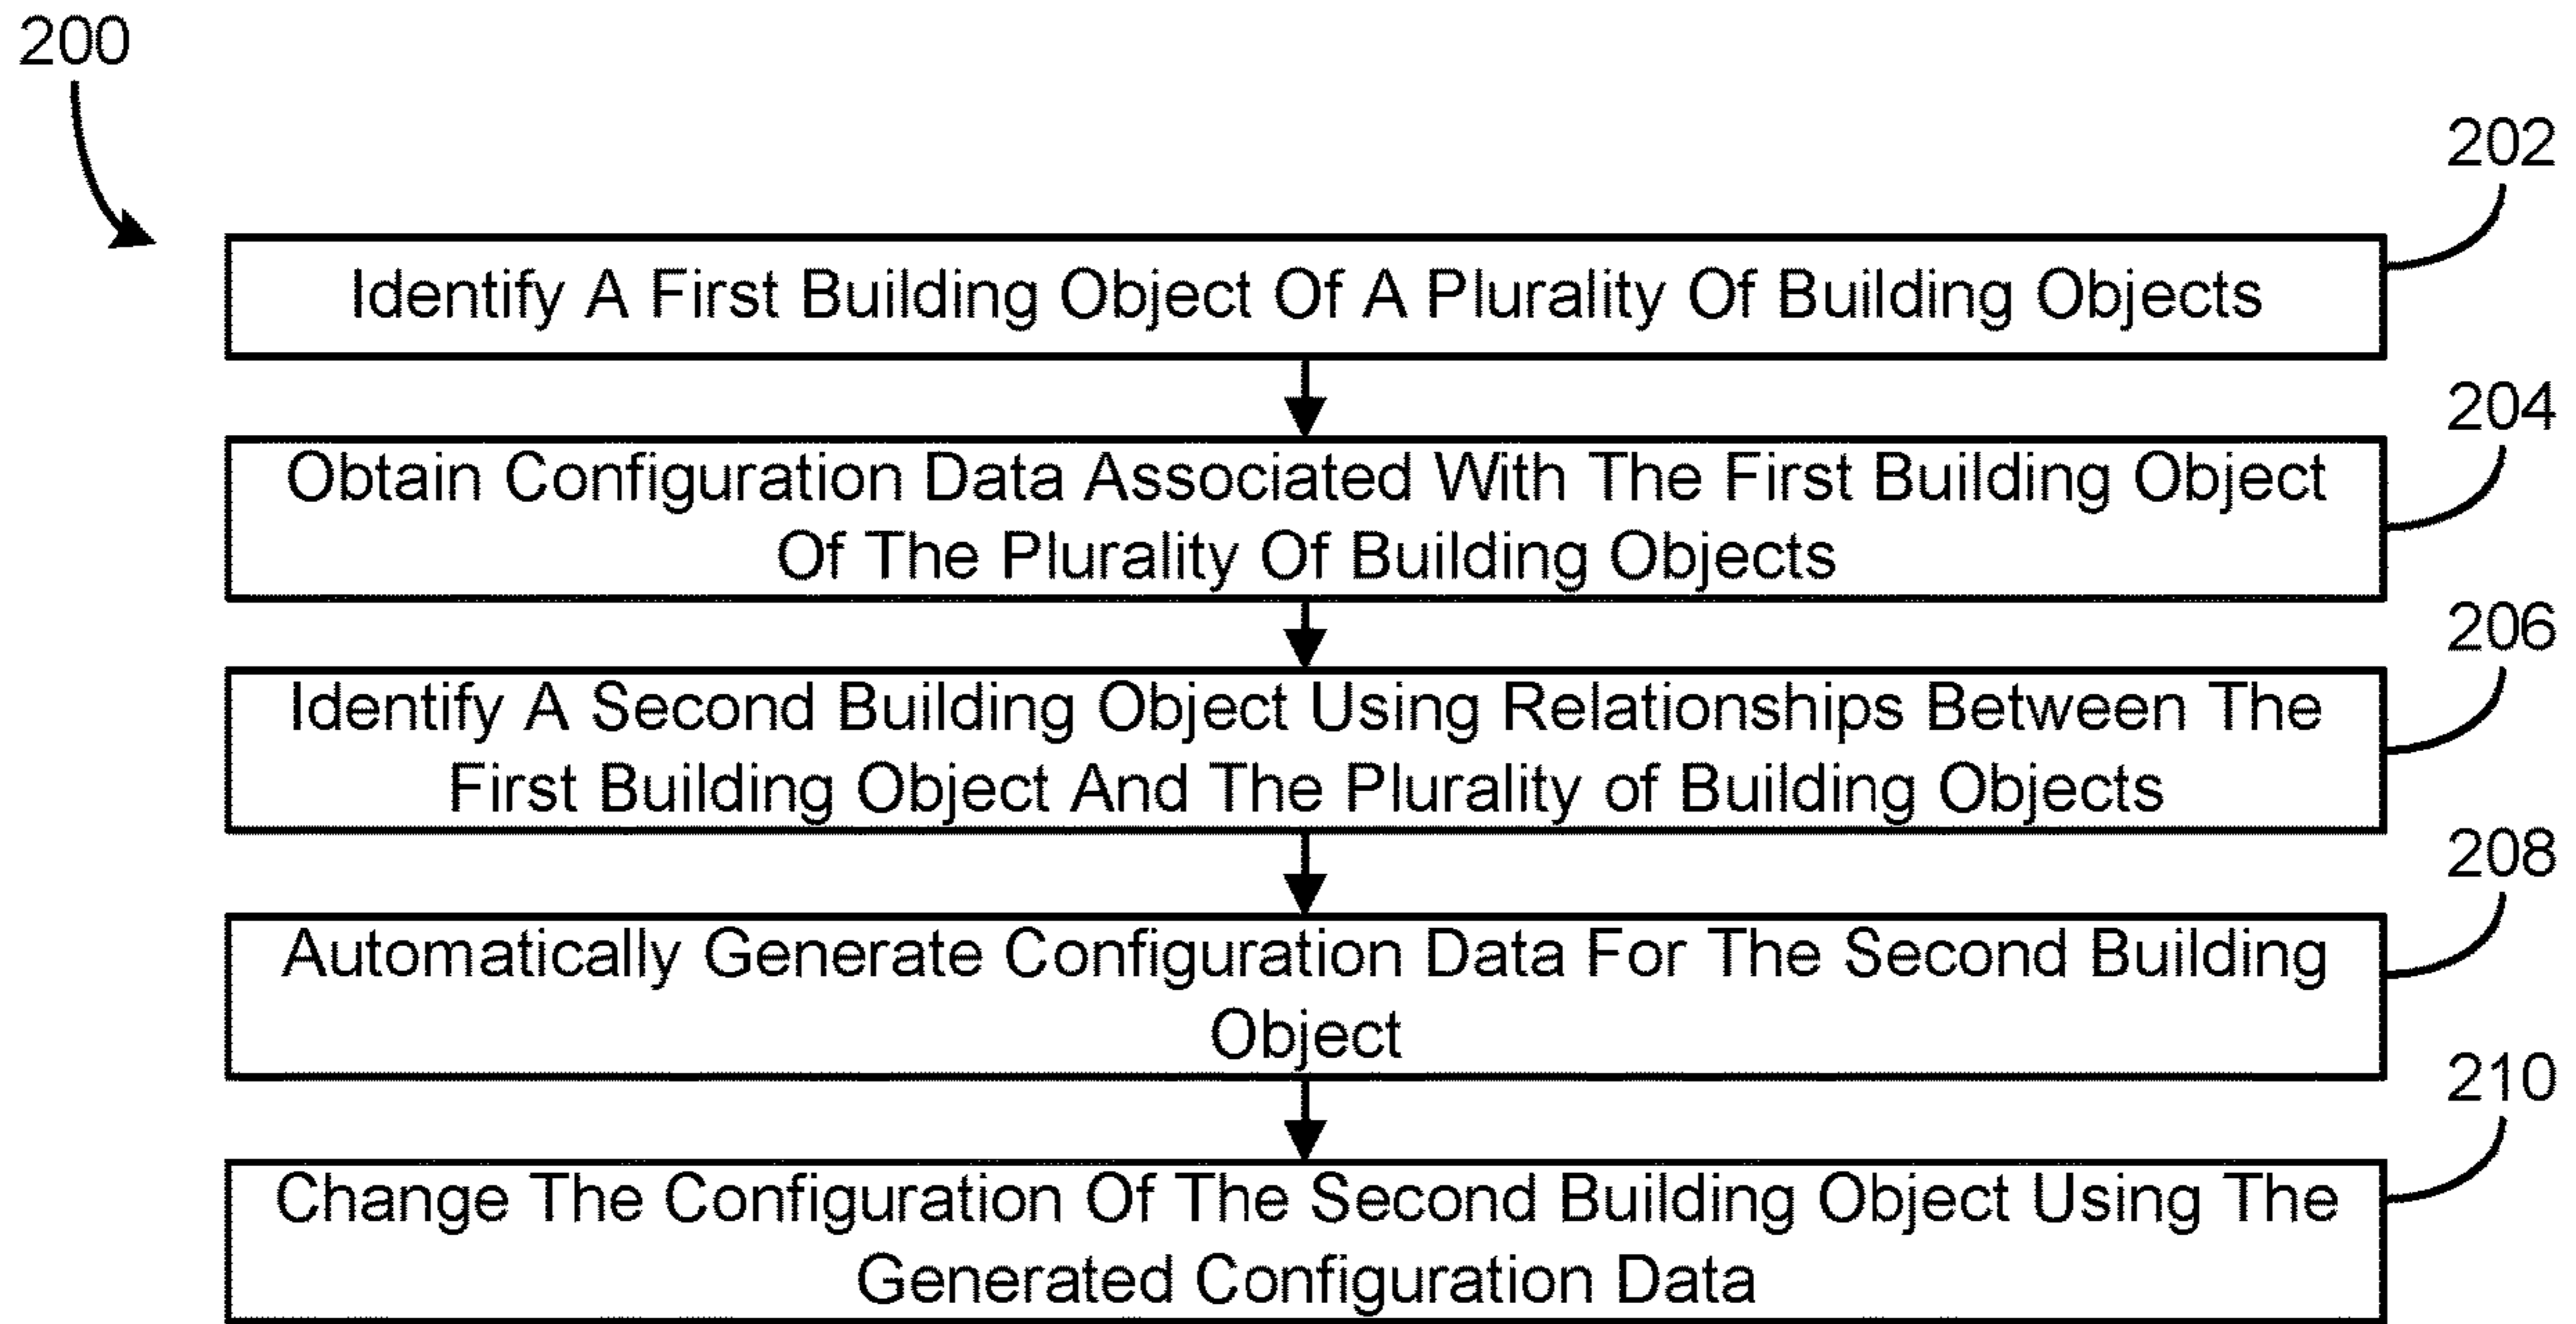 200
202
Identify A First Building Object Of A Plurality Of Building Objects
204
Obtain Configuration Data Associated With The First Building Object
Of The Plurality Of Building Objects
206
Identify A Second Building Object Using Relationships Between The
First Building Object And The Plurality of Building Objects
208
Automatically Generate Configuration Data For The Second Building
Object
210
Change The Configuration Of The Second Building Object Using The
Generated Configuration Data